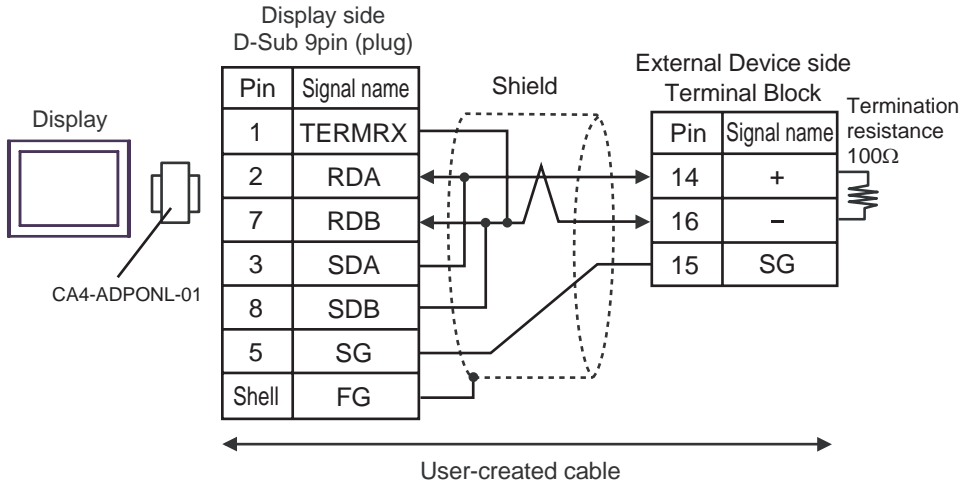 Display side
D-Sub 9pin (plug)
Display
CA4-ADPONL-01
Pin Signal name
1 TERMRX
2 RDA
7 RDB
3 SDA
8 SDB
5 SG
Shell FG
Shield
External Device side
Terminal Block
Pin Signal name
14 +
16 −
15 SG
Termination
resistance
100Ω
User-created cable